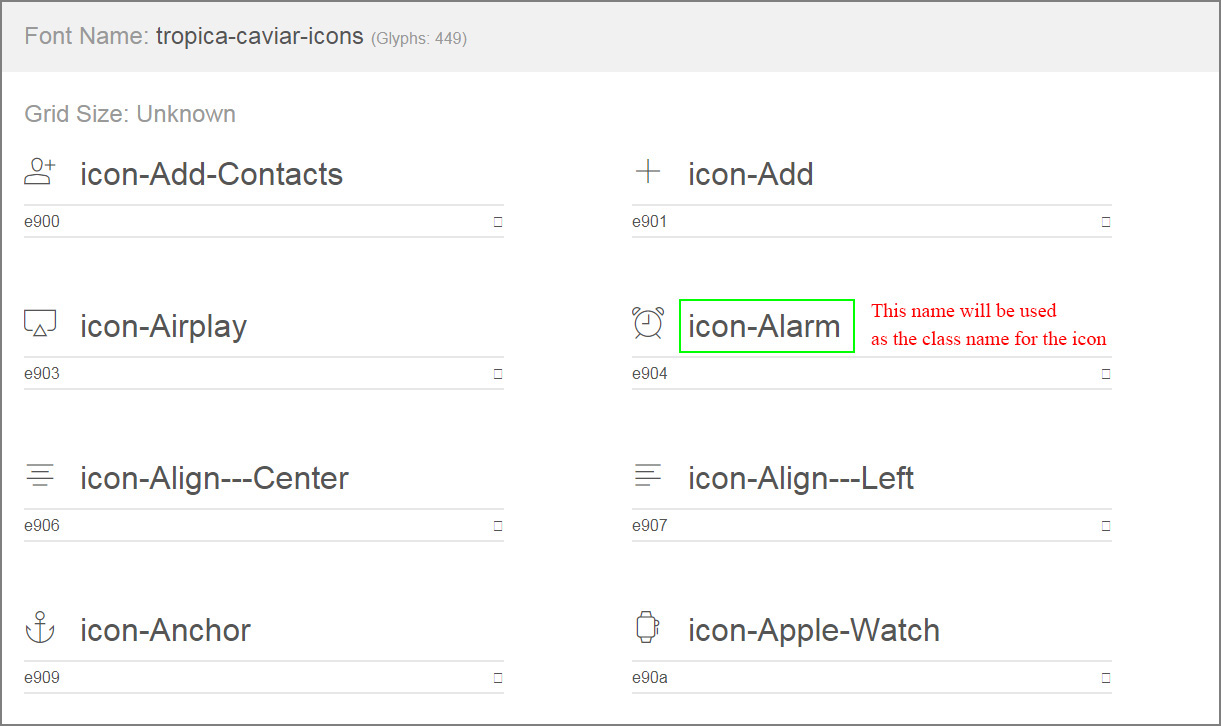 Font Name: tropica-caviar-icons (Glyphs: 449)
Grid Size: Unknown
icon-Add-Contacts
icon-Add
e900
e901
icon-Airplay
icon-Alarm
This name will be used
as the class name for the icon
e903
e904
icon-Align---Center
icon-Align---Left
e906
e907
icon-Anchor
icon-Apple-Watch
e909
e90a